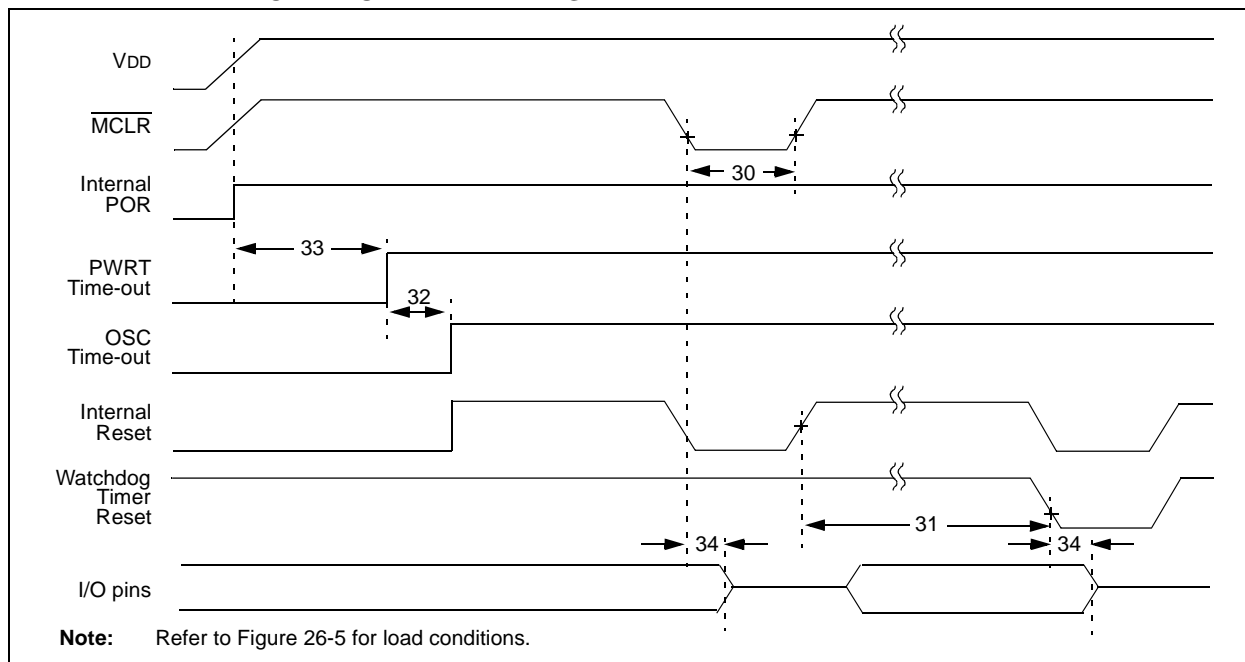 VDD
MCLR
30
Internal
POR
33
PWRT
Time-out
32
OSC
Time-out
Internal
Reset
Watchdog
Timer
Reset
31
34
34
I/O pins
Note: Refer to Figure 26-5 for load conditions.